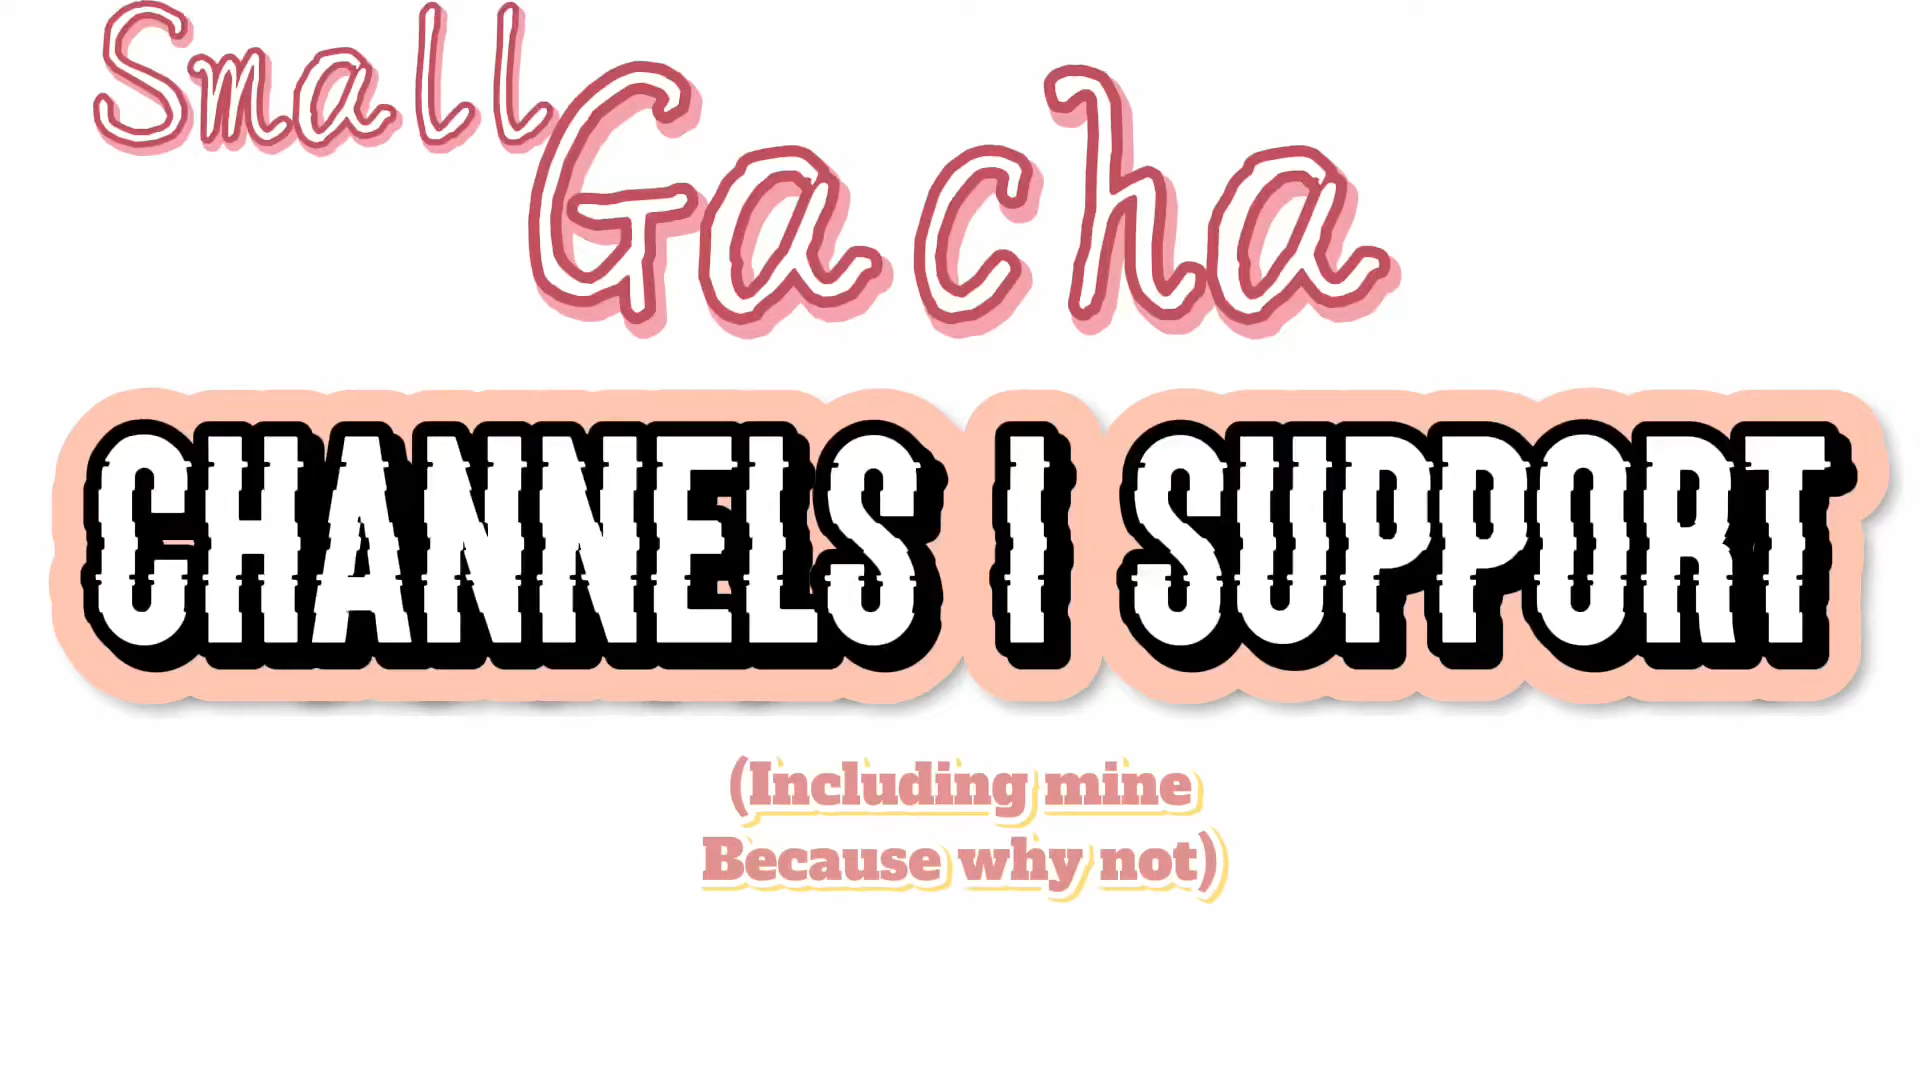 Small
Gacha
CHANNELS I SUPPORT
(Including mine
Because why not)